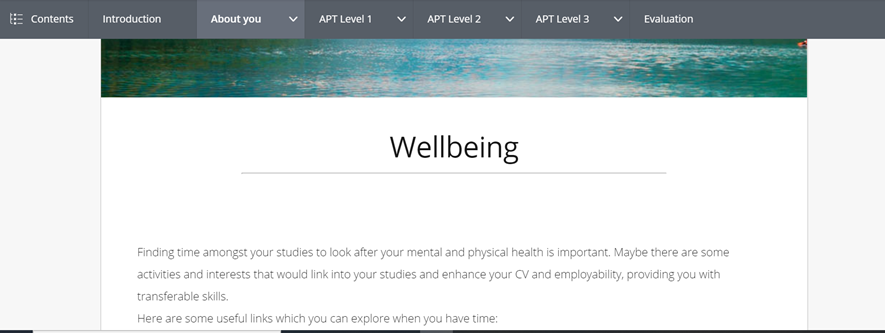 Contents Introduction About you APT Level 1 APT Level 2 APT Level 3 Evaluation
Wellbeing
Finding time amongst your studies to look after your mental and physical health is important. Maybe there are some
activities and interests that would link into your studies and enhance your CV and employability, providing you with
transferable skills.
Here are some useful links which you can explore when you have time: